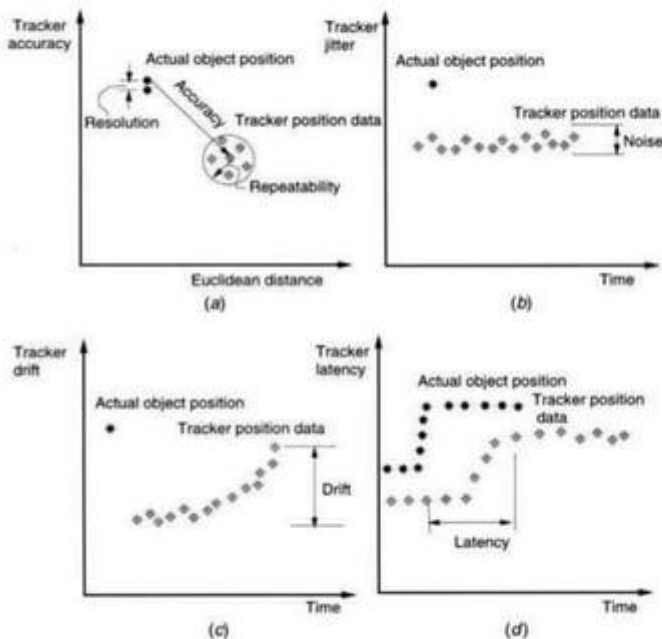 Tracker
accuracy
Actual object position
Accuracy
Resolution
Tracker position data
Repeatability
Euclidean distance
(a)
Tracker
jitter
Actual object position
Tracker position data
Noise
Time
(b)
Tracker
drift
Actual object position
Tracker position data
Drift
Time
(c)
Tracker
latency
Actual object position
Tracker position
data
Latency
Time
(d)